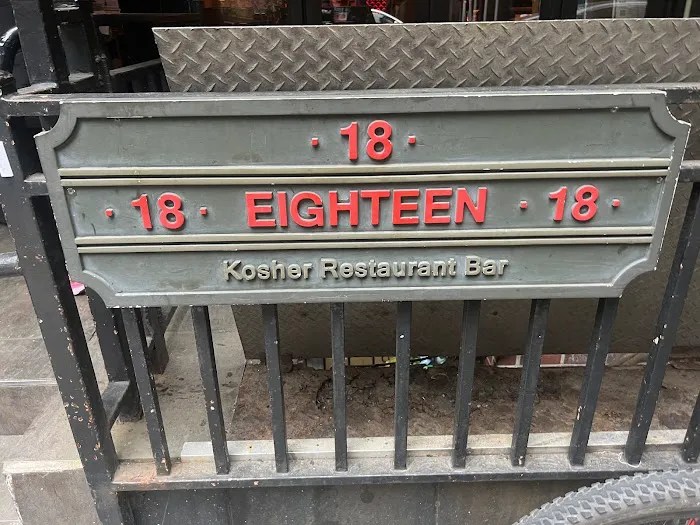 · 18 ·
· 18 · EIGHTEEN · 18 ·
Kosher Restaurant Bar